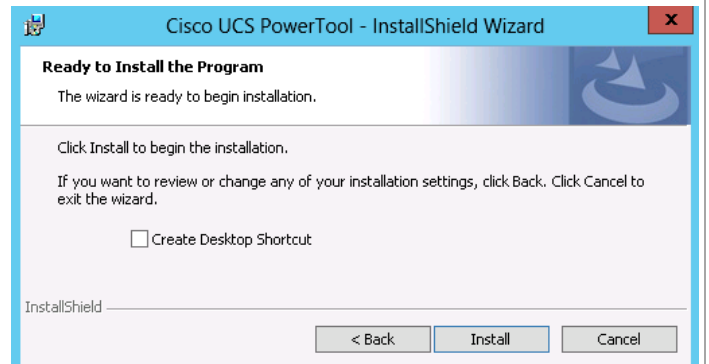 Cisco UCS PowerTool - InstallShield Wizard
x
Ready to Install the Program
The wizard is ready to begin installation.
Click Install to begin the installation.
If you want to review or change any of your installation settings, click Back. Click Cancel to
exit the wizard.
Create Desktop Shortcut
InstallShield
< Back Install Cancel